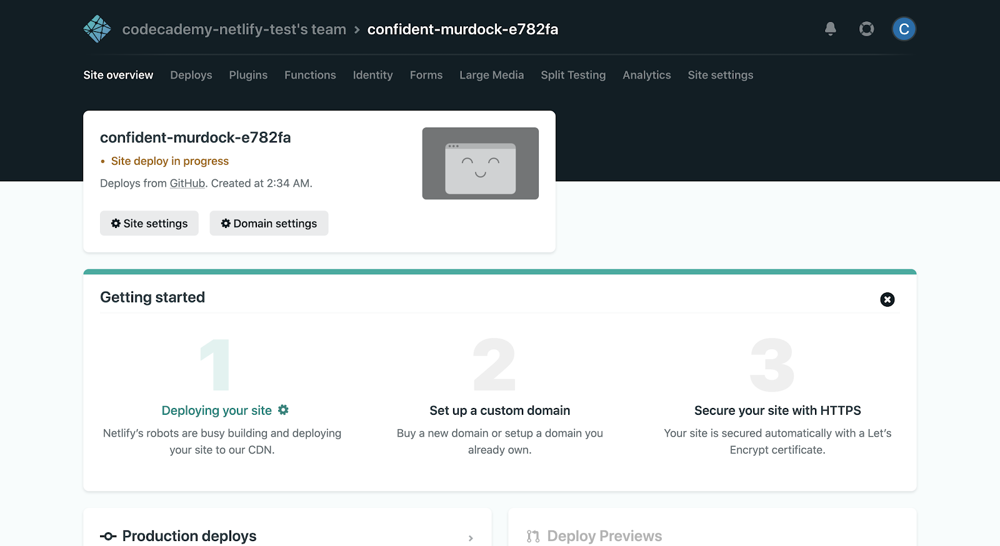 codecademy-netlify-test's team > confident-murdock-e782fa
C
Site overview Deploys Plugins Functions Identity Forms Large Media Split Testing Analytics Site settings
confident-murdock-e782fa
• Site deploy in progress
Deploys from GitHub. Created at 2:34 AM.
Site settings Domain settings
Getting started
1
Deploying your site
Netlify’s robots are busy building and deploying
your site to our CDN.
2
Set up a custom domain
Buy a new domain or setup a domain you
already own.
3
Secure your site with HTTPS
Your site is secured automatically with a Let’s
Encrypt certificate.
Production deploys
Deploy Previews